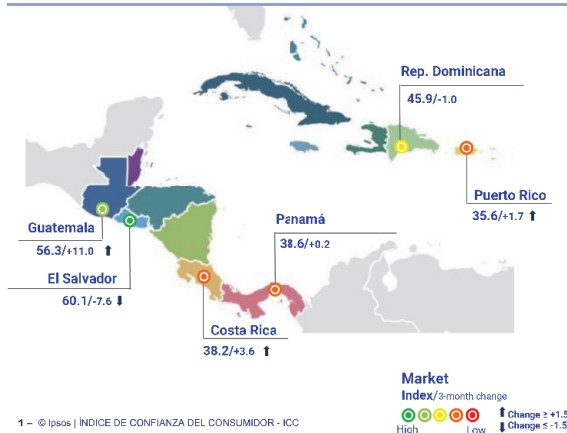 Rep. Dominicana
45.9/-1.0
Puerto Rico
35.6/+1.7
Guatemala
56.3/+11.0
Panamá
38.6/+0.2
El Salvador
60.1/-7.6
Costa Rica
38.2/+3.6
Market
Index/3-month change
High
Low
Change ≥ +1.5
Change ≤ -1.5
1 – © Ipsos | ÍNDICE DE CONFIANZA DEL CONSUMIDOR - ICC